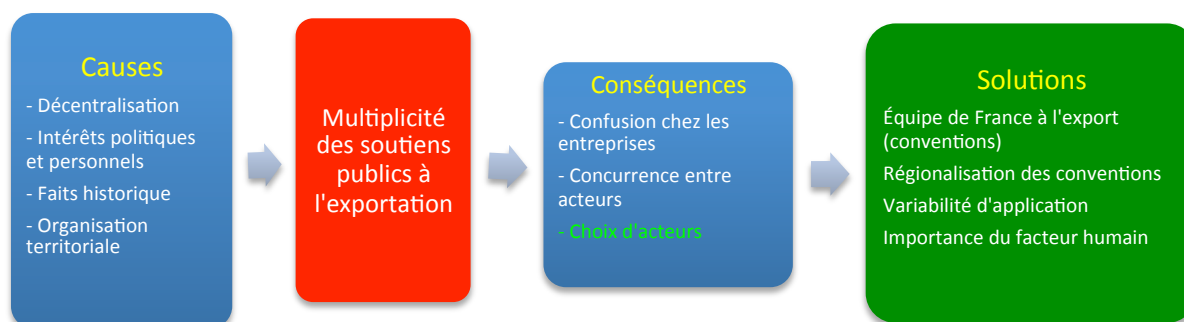 Causes
- Décentralisation
- Intérêts politiques
et personnels
- Faits historique
- Organisation
territoriale
Multiplicité
des soutiens
publics à
l'exportation
Conséquences
- Confusion chez les
entreprises
- Concurrence entre
acteurs
- Choix d'acteurs
Solutions
Équipe de France à l'export
(conventions)
Régionalisation des conventions
Variabilité d'application
Importance du facteur humain